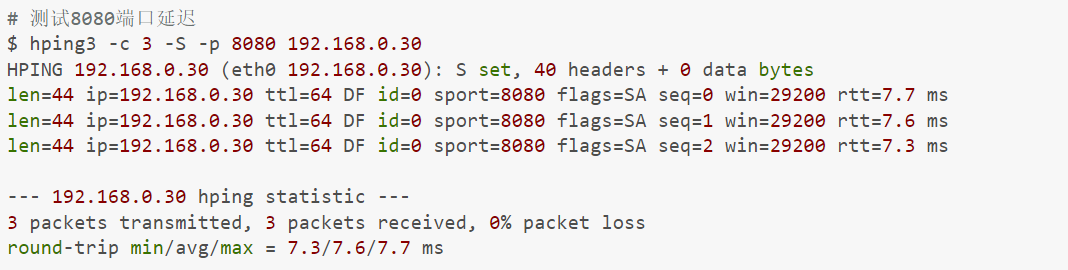 # 测试8080端口延迟
$ hping3 -c 3 -S -p 8080 192.168.0.30
HPING 192.168.0.30 (eth0 192.168.0.30): S set, 40 headers + 0 data bytes
len=44 ip=192.168.0.30 ttl=64 DF id=0 sport=8080 flags=SA seq=0 win=29200 rtt=7.7 ms
len=44 ip=192.168.0.30 ttl=64 DF id=0 sport=8080 flags=SA seq=1 win=29200 rtt=7.6 ms
len=44 ip=192.168.0.30 ttl=64 DF id=0 sport=8080 flags=SA seq=2 win=29200 rtt=7.3 ms
--- 192.168.0.30 hping statistic ---
3 packets transmitted, 3 packets received, 0% packet loss
round-trip min/avg/max = 7.3/7.6/7.7 ms